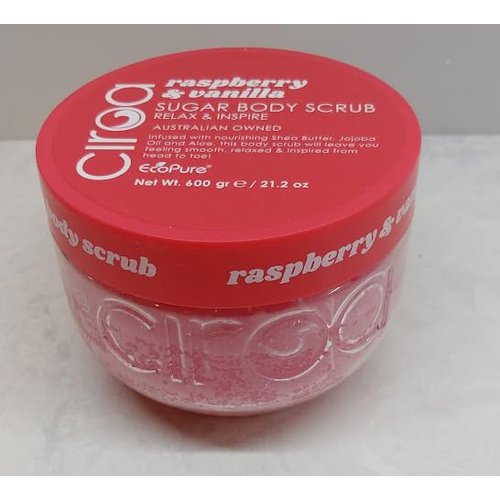 ciroa
raspberry
& vanilla
SUGAR BODY SCRUB
RELAX & INSPIRE
AUSTRALIAN OWNED
Infused with nourishing Shea Butter, Jojoba
Oil and Aloe, this body scrub will leave you
feeling smooth, relaxed & inspired from
head to toe!
EcoPure®
Net Wt. 600 gr ℮ / 21.2 oz
body scrub
raspberry & va
ciroa